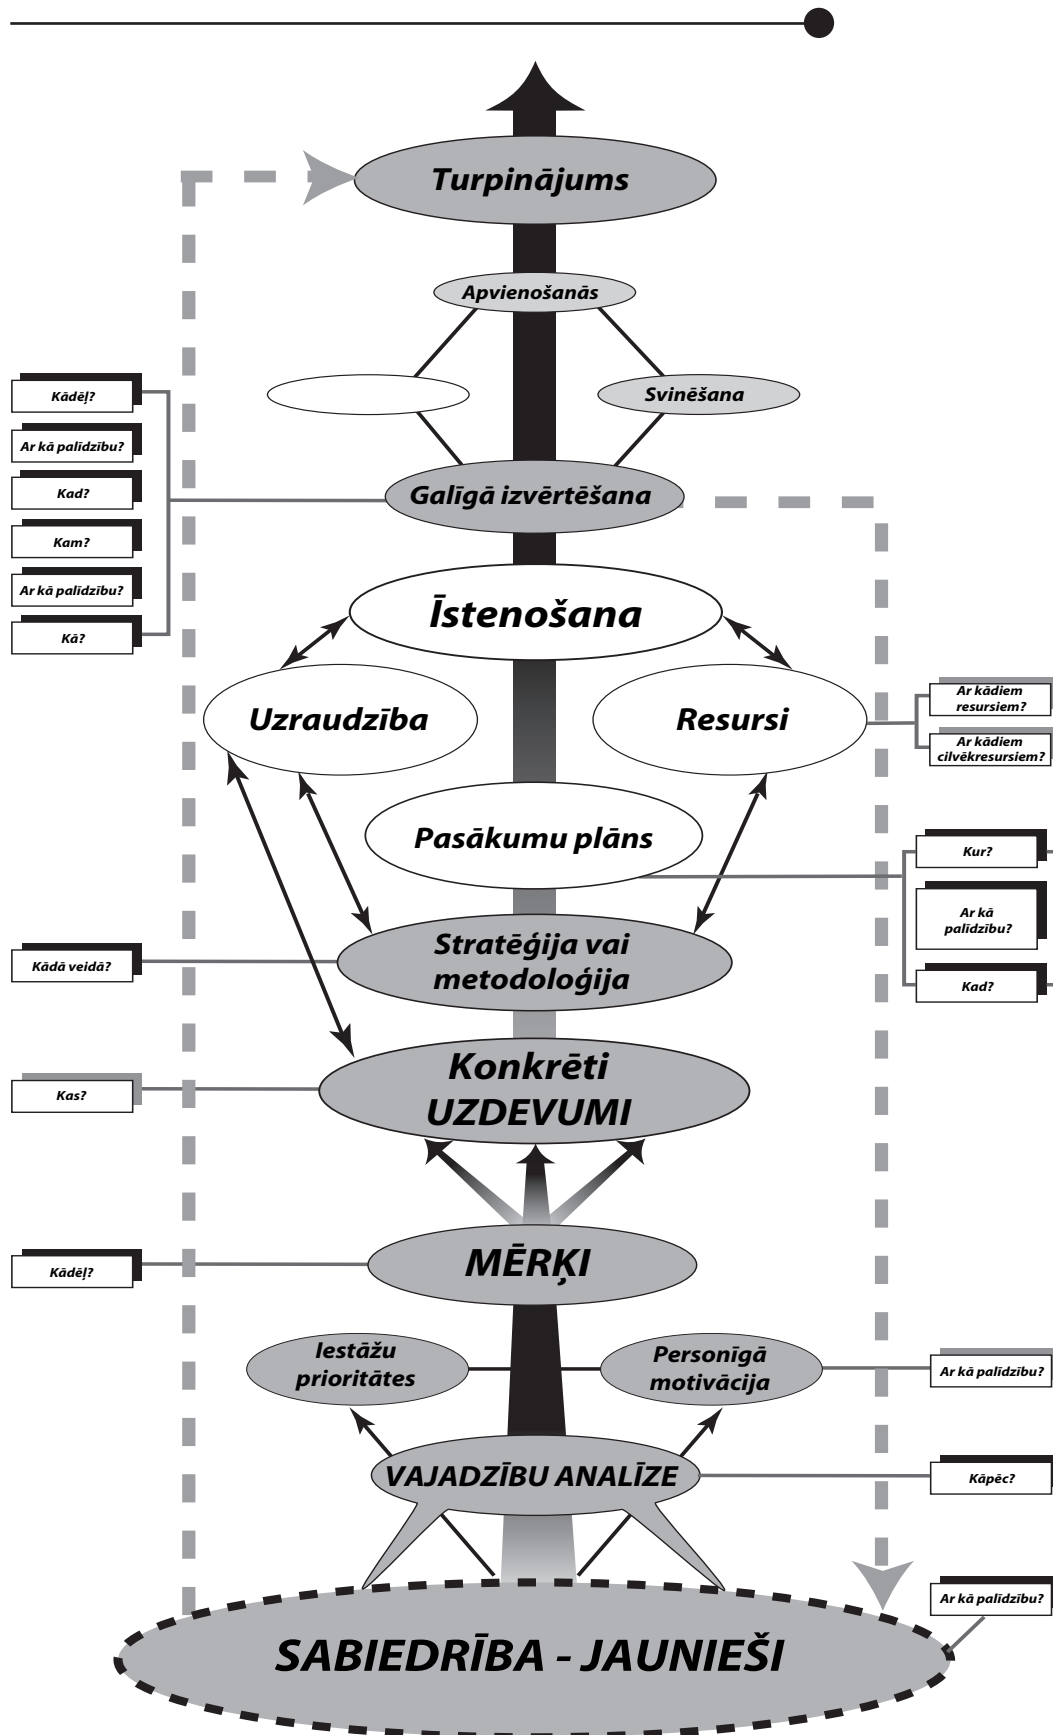 Turpinājums
Apvienošanās
Svinēšana
Kādēļ?
Ar kā palīdzību?
Kad?
Kam?
Ar kā palīdzību?
Kā?
Galīgā izvērtēšana
Īstenošana
Uzraudzība
Resursi
Ar kādiem
resursiem?
Ar kādiem
cilvēkresursiem?
Pasākumu plāns
Kur?
Ar kā
palīdzību?
Kad?
Kādā veidā?
Stratēģija vai
metodoloģija
Kas?
Konkrēti
UZDEVUMI
Kādēļ?
MĒRĶI
Iestāžu
prioritātes
Personīgā
motivācija
Ar kā palīdzību?
VAJADZĪBU ANALĪZE
Kāpēc?
Ar kā palīdzību?
SABIEDRĪBA - JAUNIEŠI